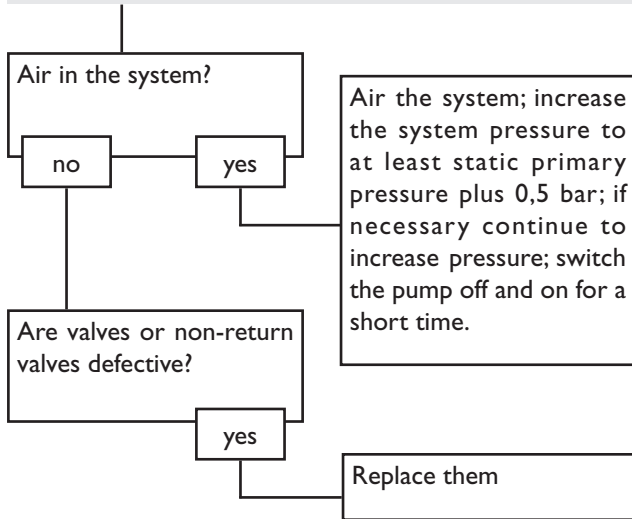 Air in the system?
no
yes
Air the system; increase
the system pressure to
at least static primary
pressure plus 0,5 bar; if
necessary continue to
increase pressure; switch
the pump off and on for a
short time.
Are valves or non-return
valves defective?
yes
Replace them